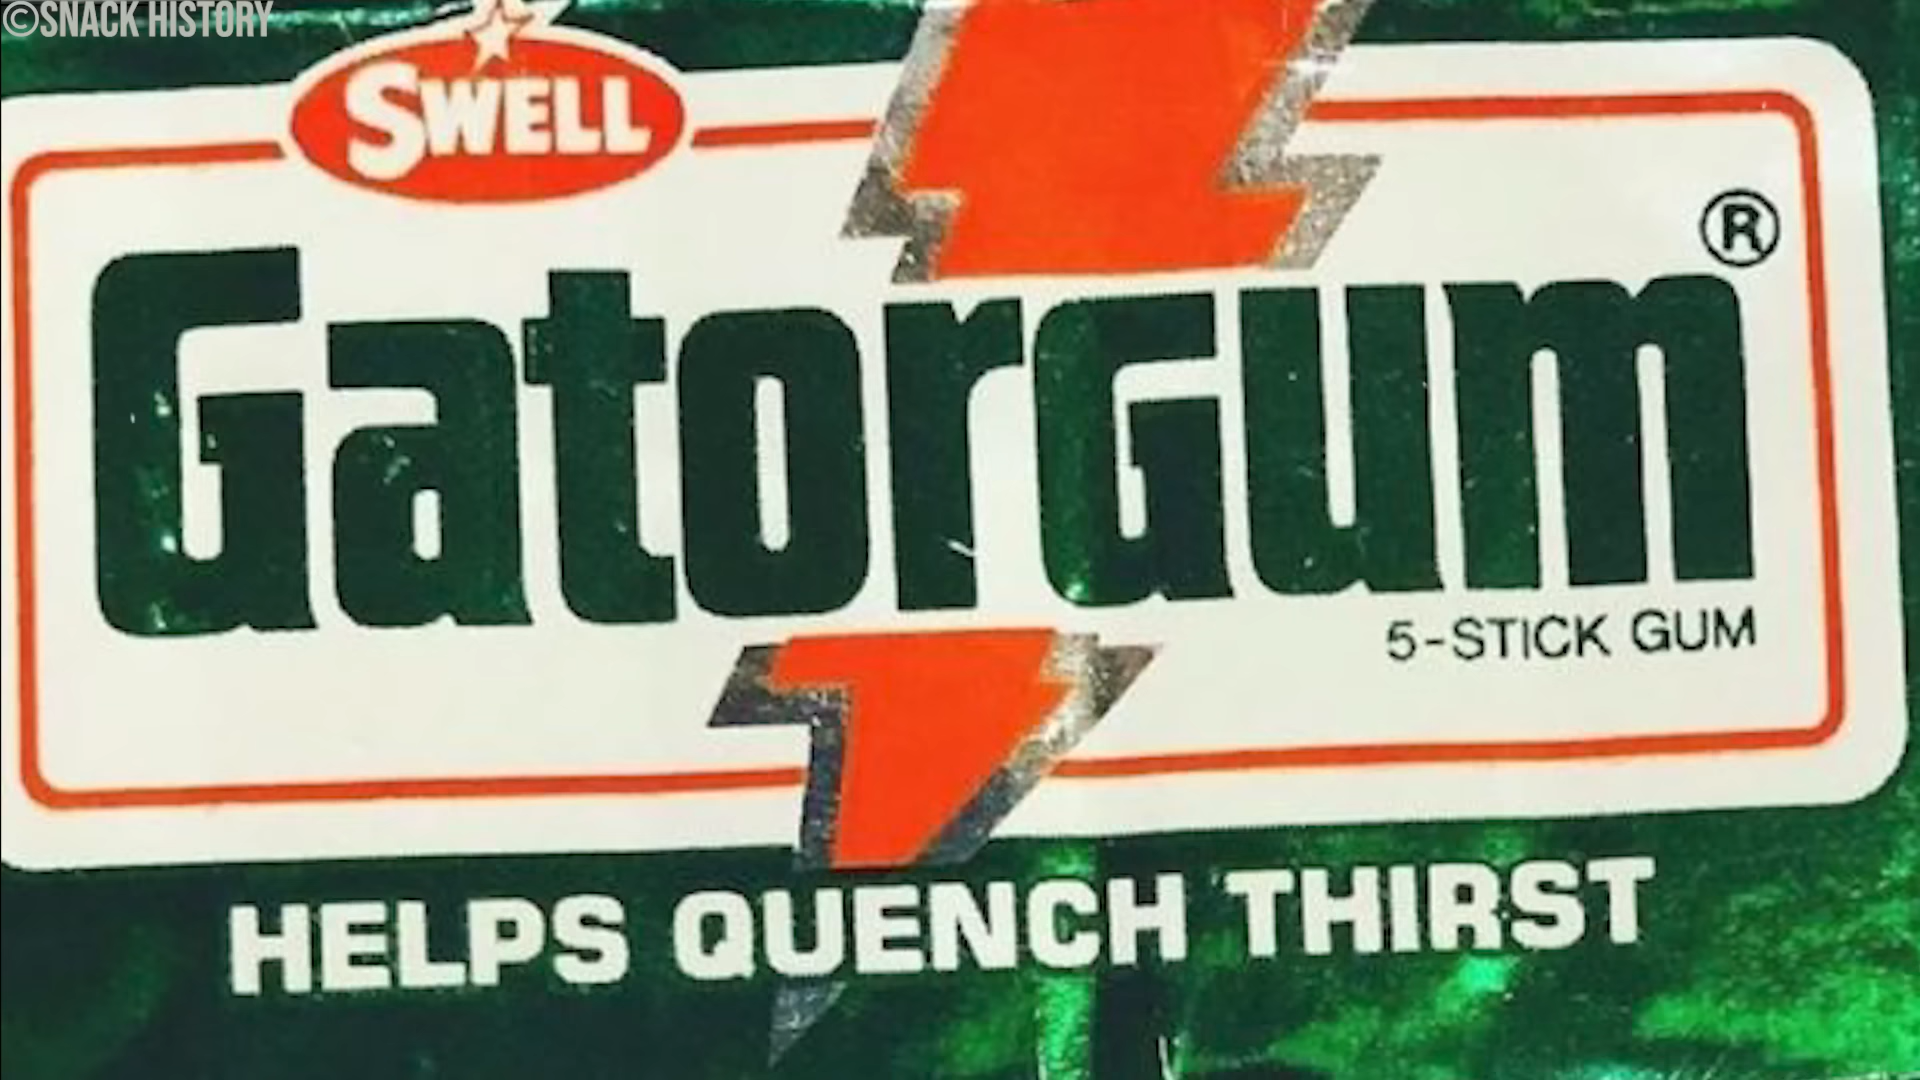 ©SNACK HISTORY
SWELL
GatorGum®
5-STICK GUM
HELPS QUENCH THIRST